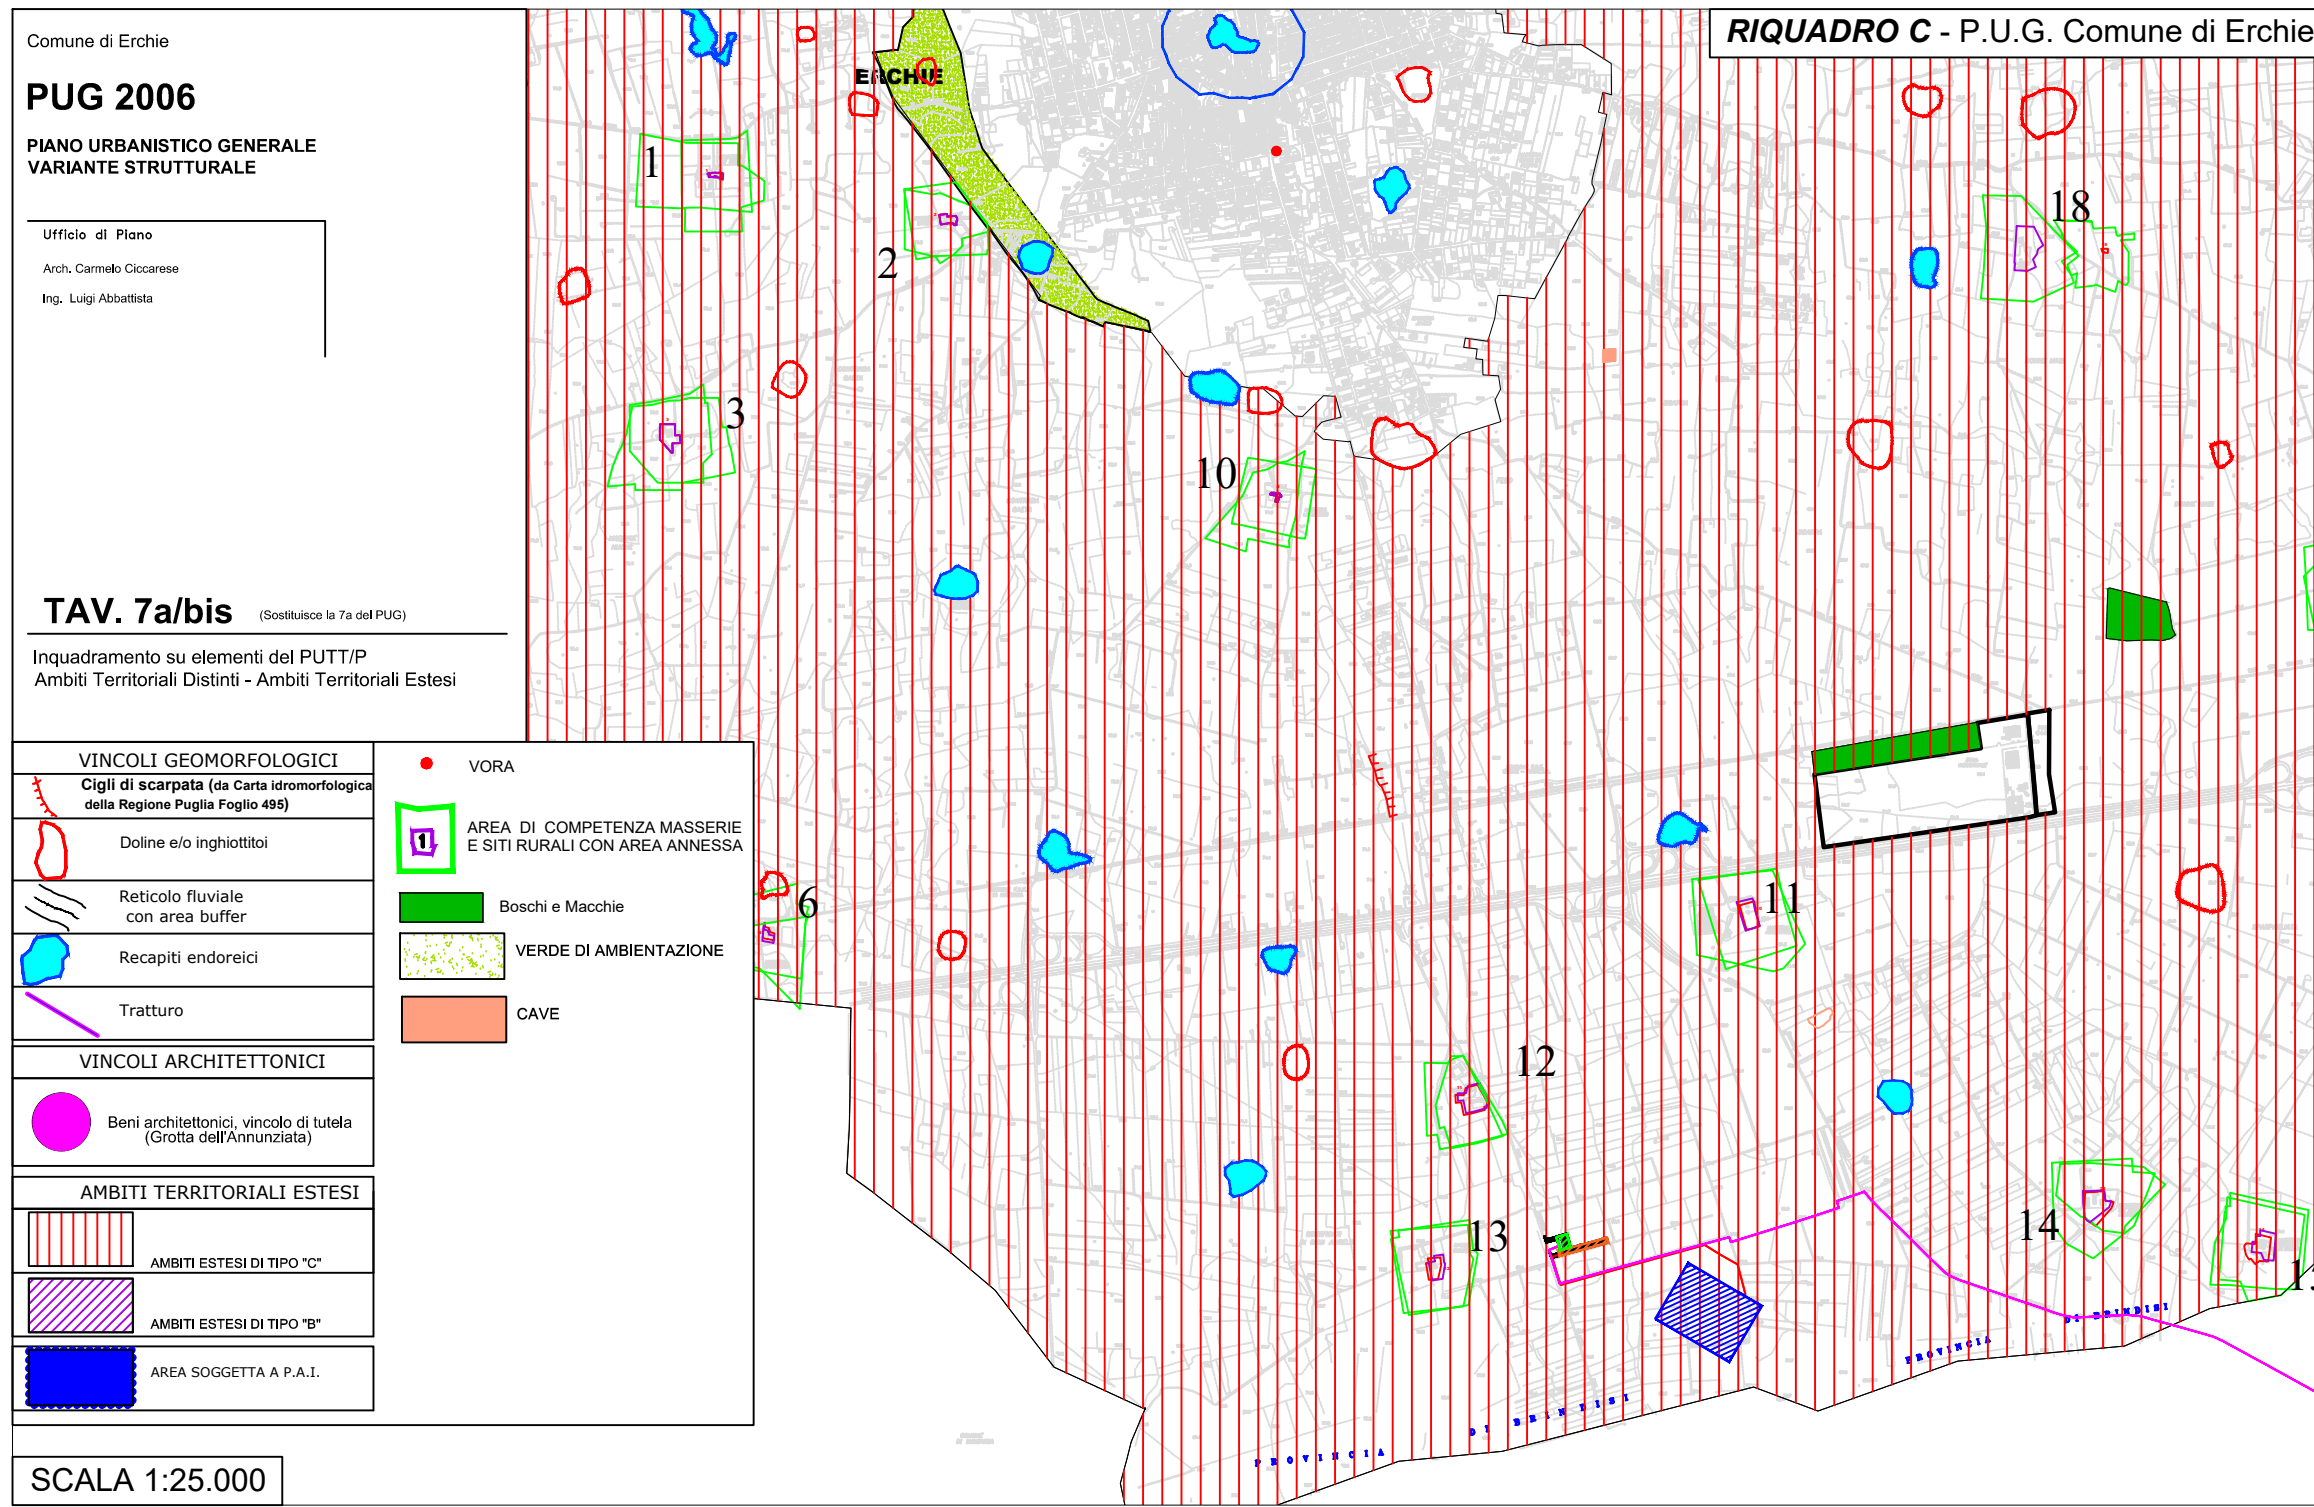 Comune di Erchie
PUG 2006
PIANO URBANISTICO GENERALE
VARIANTE STRUTTURALE
Ufficio di Piano
Arch. Carmelo Ciccarese
Ing. Luigi Abbattista
TAV. 7a/bis (Sostituisce la 7a del PUG)
Inquadramento su elementi del PUTT/P
Ambiti Territoriali Distinti - Ambiti Territoriali Estesi
VINCOLI GEOMORFOLOGICI
Cigli di scarpata (da Carta idromorfologica
della Regione Puglia Foglio 495)
Doline e/o inghiottitoi
Reticolo fluviale
con area buffer
Recapiti endoreici
Tratturo
VINCOLI ARCHITETTONICI
Beni architettonici, vincolo di tutela
(Grotta dell'Annunziata)
AMBITI TERRITORIALI ESTESI
AMBITI ESTESI DI TIPO "C"
AMBITI ESTESI DI TIPO "B"
AREA SOGGETTA A P.A.I.
VORA
1
AREA DI COMPETENZA MASSERIE
E SITI RURALI CON AREA ANNESSA
Boschi e Macchie
VERDE DI AMBIENTAZIONE
CAVE
SCALA 1:25.000
RIQUADRO C - P.U.G. Comune di Erchie
ERCHIE
1
2
18
3
10
6
11
12
13
14
PROVINCIA DI BRINDISI
PROVINCIA DI BRINDISI